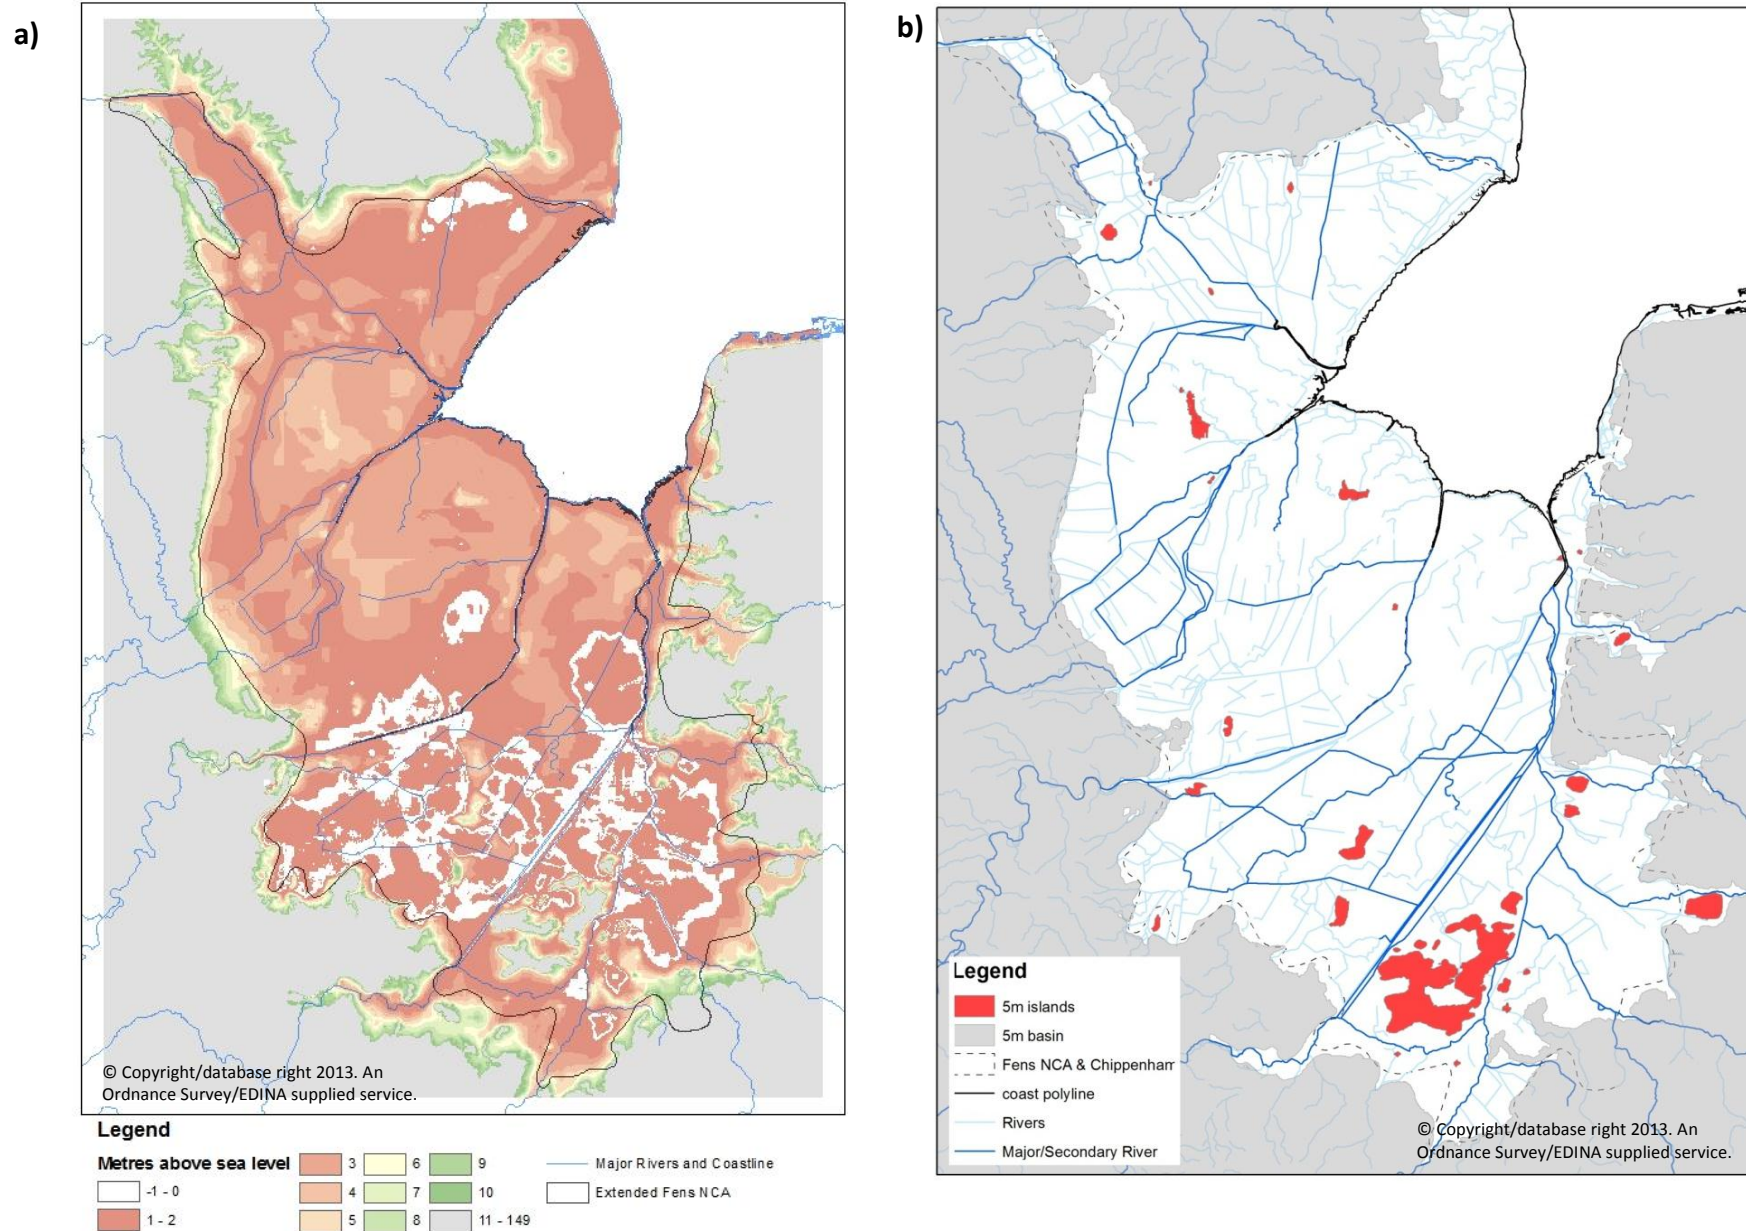 a)
© Copyright/database right 2013. An
Ordnance Survey/EDINA supplied service.
Legend
Metres above sea level
-1 - 0
1 - 2
3
4
5
6
7
8
9
10
11 - 149
Major Rivers and Coastline
Extended Fens NCA
b)
Legend
5m islands
5m basin
Fens NCA & Chippenham
coast polyline
Rivers
Major/Secondary River
© Copyright/database right 2013. An
Ordnance Survey/EDINA supplied service.